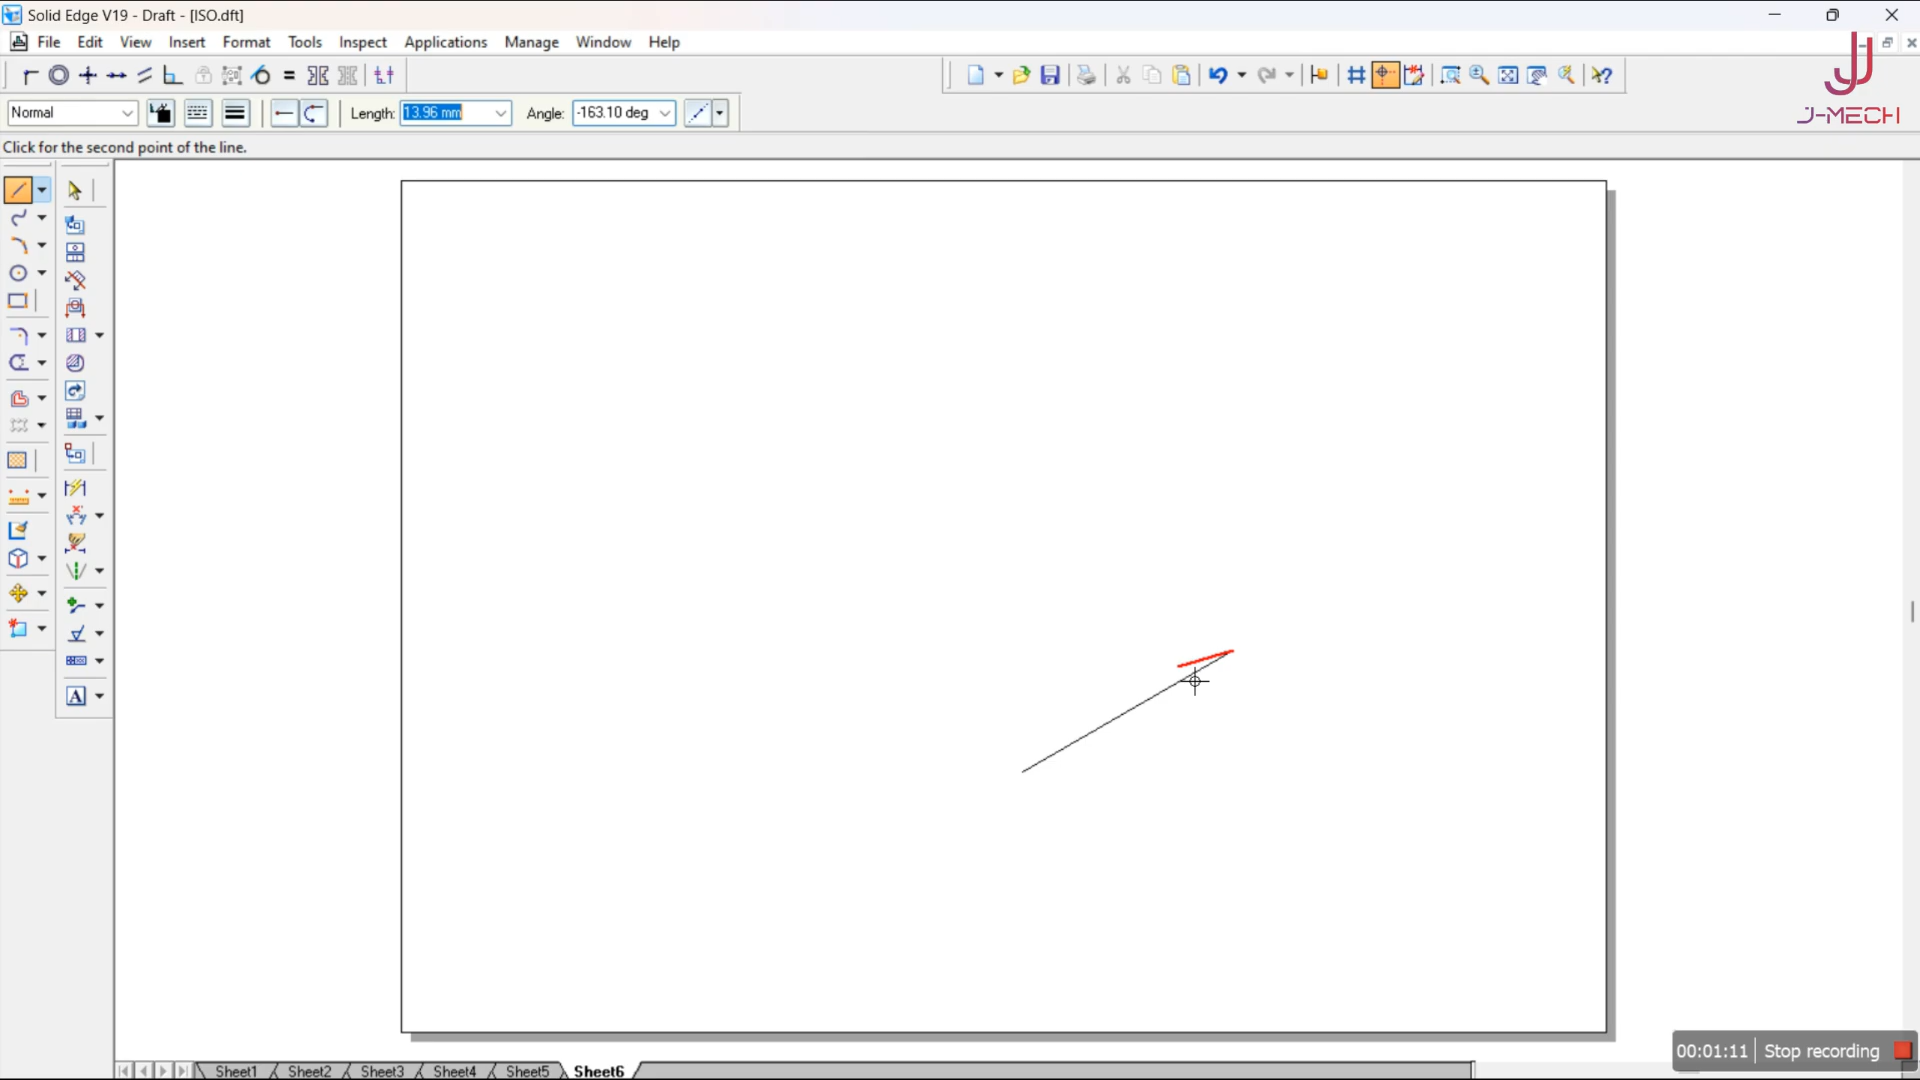 Solid Edge V19 - Draft - [ISO.dft]
File Edit View Insert Format Tools Inspect Applications Manage Window Help
J-MECH
Normal Length: 13.96 mm Angle: -163.10 deg
Click for the second point of the line.
A
00:01:11 Stop recording
Sheet1 Sheet2 Sheet3 Sheet4 Sheet5 Sheet6